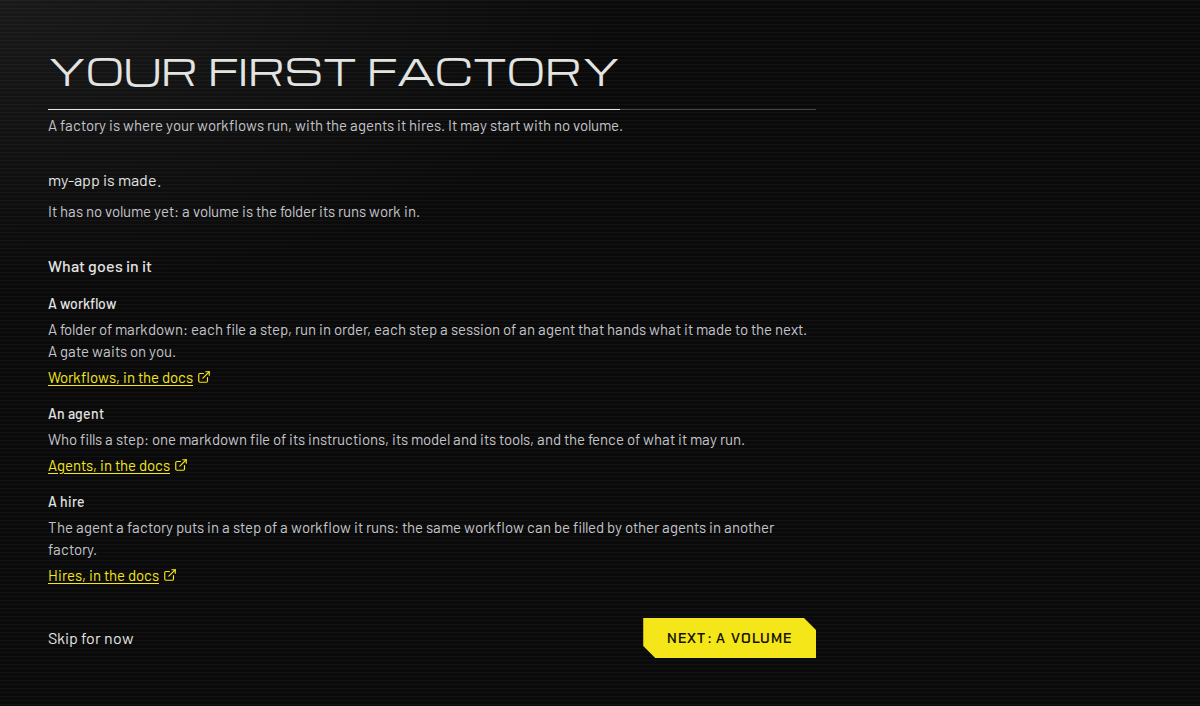 YOUR FIRST FACTORY
A factory is where your workflows run, with the agents it hires. It may start with no volume.
my-app is made.
It has no volume yet: a volume is the folder its runs work in.
What goes in it
A workflow
A folder of markdown: each file a step, run in order, each step a session of an agent that hands what it made to the next.
A gate waits on you.
Workflows, in the docs
An agent
Who fills a step: one markdown file of its instructions, its model and its tools, and the fence of what it may run.
Agents, in the docs
A hire
The agent a factory puts in a step of a workflow it runs: the same workflow can be filled by other agents in another
factory.
Hires, in the docs
Skip for now
NEXT: A VOLUME